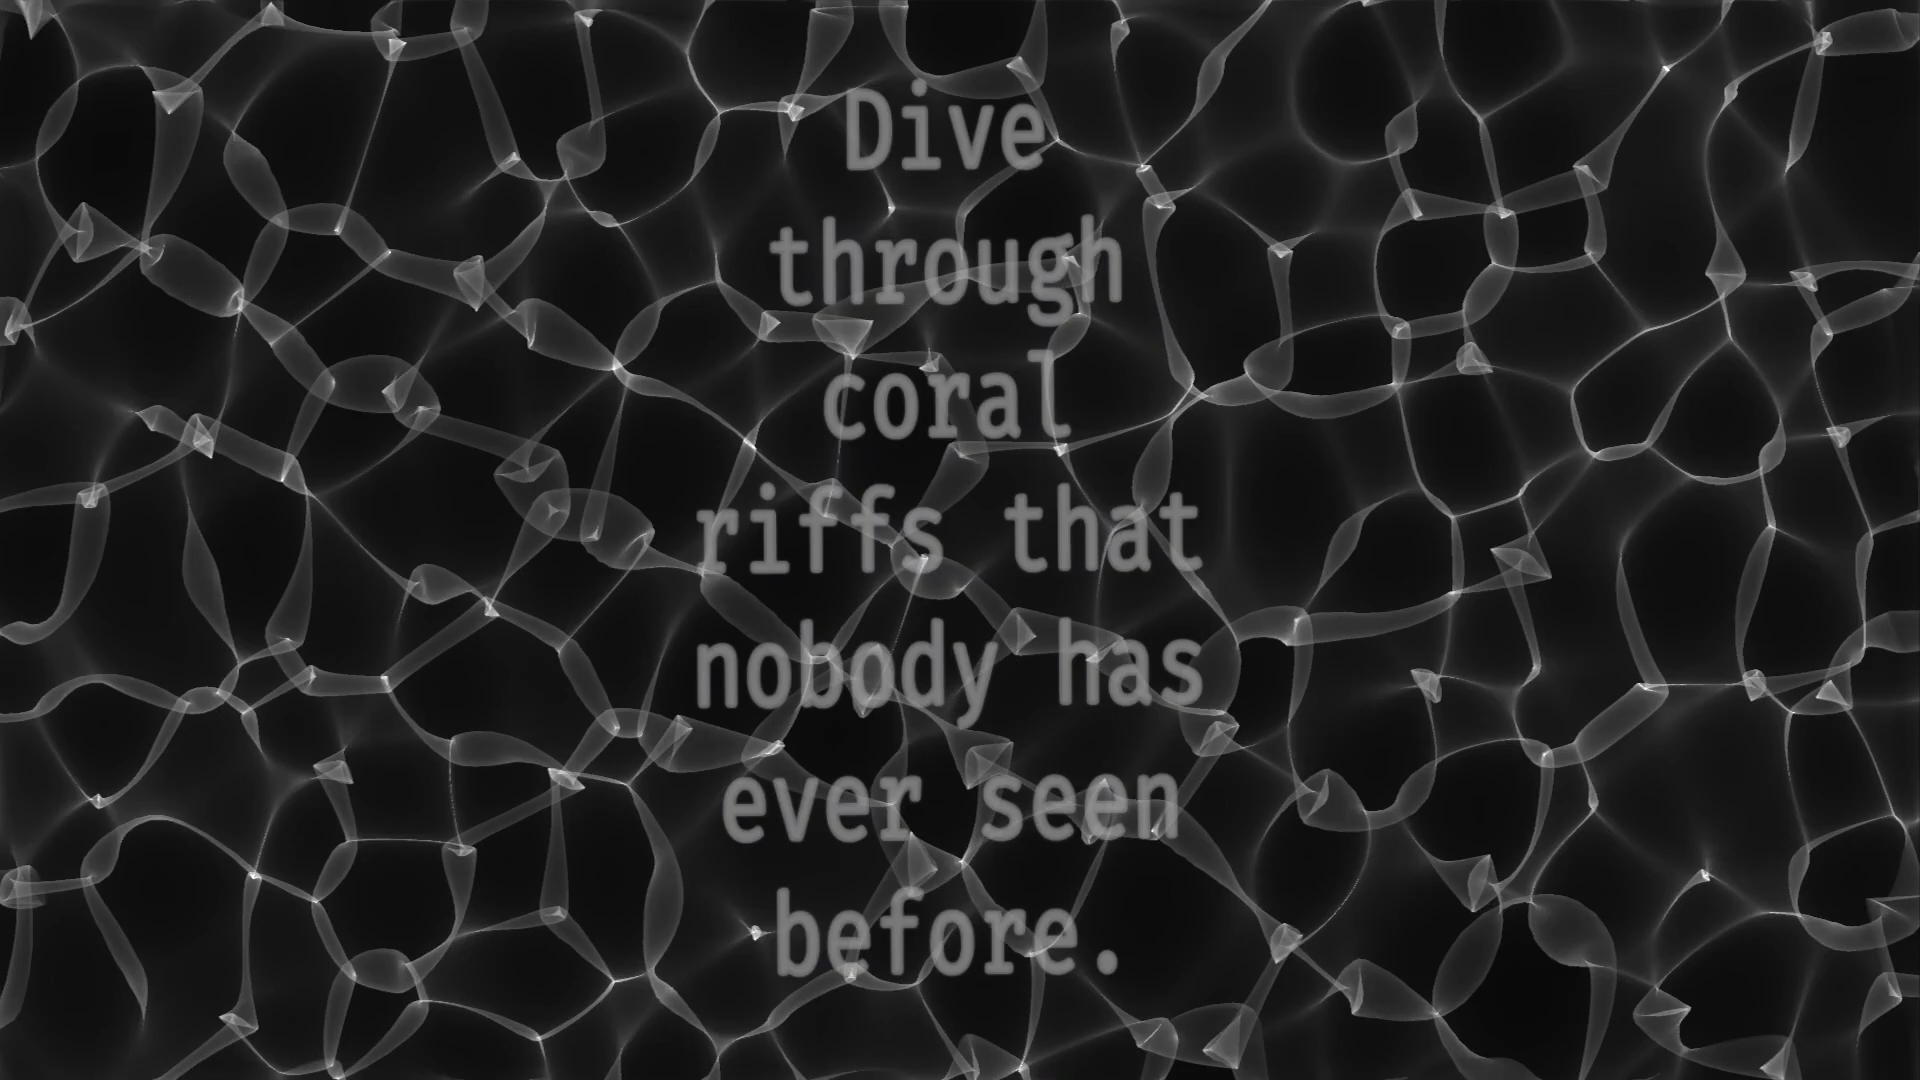 Dive
through
coral
riffs that
nobody has
ever seen
before.